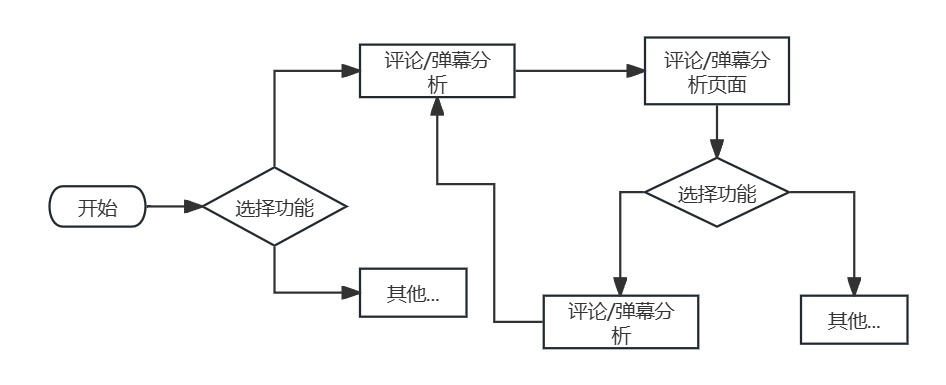 评论/弹幕分
析
评论/弹幕分
析页面
开始
选择功能
选择功能
其他...
评论/弹幕分
析
其他...